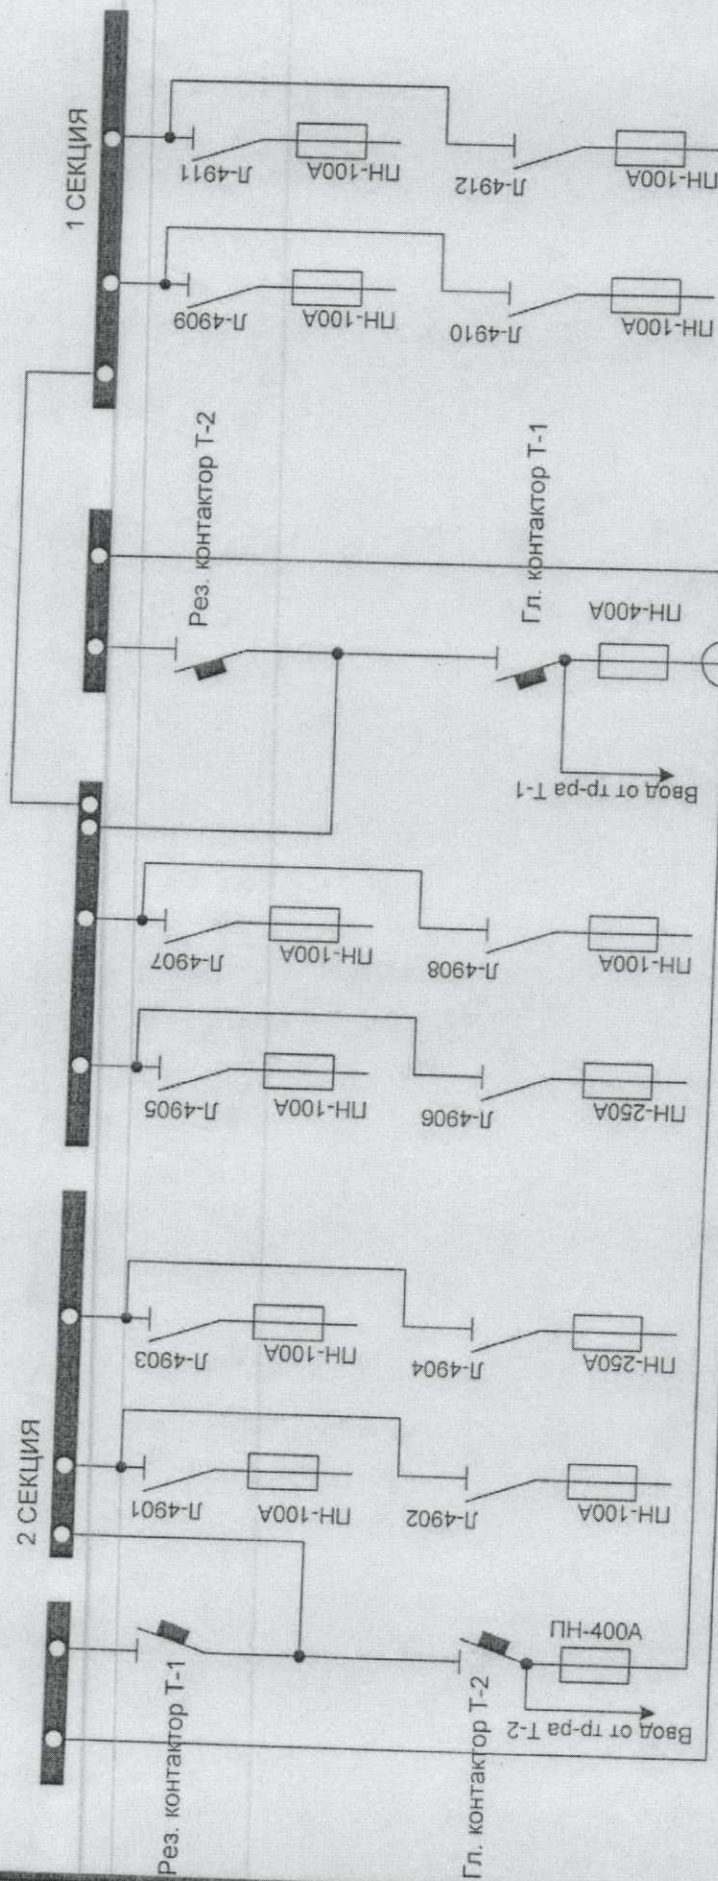 1 СЕКЦИЯ
Л-4911
ПН-100А
Л-4912
ПН-100А
Л-4909
ПН-100А
Л-4910
ПН-100А
Рез. контактор Т-2
Гл. контактор Т-1
ПН-400А
Ввод от тр-ра Т-1
Л-4907
ПН-100А
Л-4908
ПН-100А
Л-4905
ПН-100А
Л-4906
ПН-250А
2 СЕКЦИЯ
Л-4903
ПН-100А
Л-4904
ПН-250А
Л-4901
ПН-100А
Л-4902
ПН-100А
Рез. контактор Т-1
Гл. контактор Т-2
ПН-400А
Ввод от тр-ра Т-2